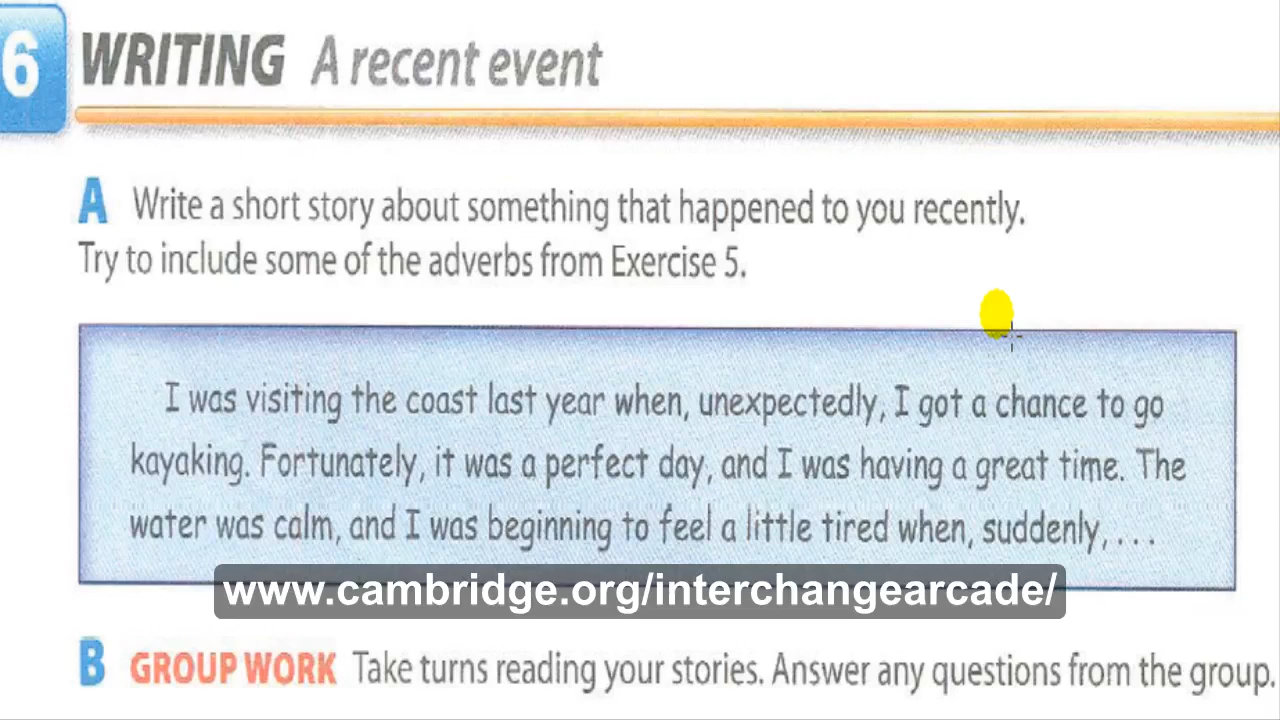 6 WRITING A recent event
A Write a short story about something that happened to you recently.
Try to include some of the adverbs from Exercise 5.
I was visiting the coast last year when, unexpectedly, I got a chance to go
kayaking. Fortunately, it was a perfect day, and I was having a great time. The
water was calm, and I was beginning to feel a little tired when, suddenly, . . .
www.cambridge.org/interchangearcade/
B GROUP WORK Take turns reading your stories. Answer any questions from the group.